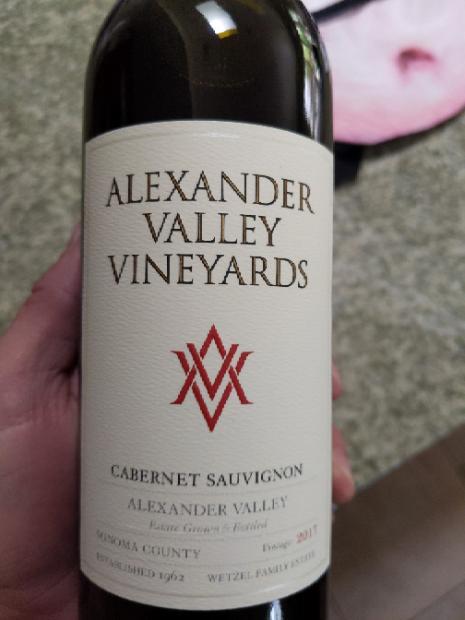 ALEXANDER
VALLEY
VINEYARDS
CABERNET SAUVIGNON
ALEXANDER VALLEY
Estate Grown & Bottled
SONOMA COUNTY Vintage 2017
ESTABLISHED 1962 WETZEL FAMILY ESTATE